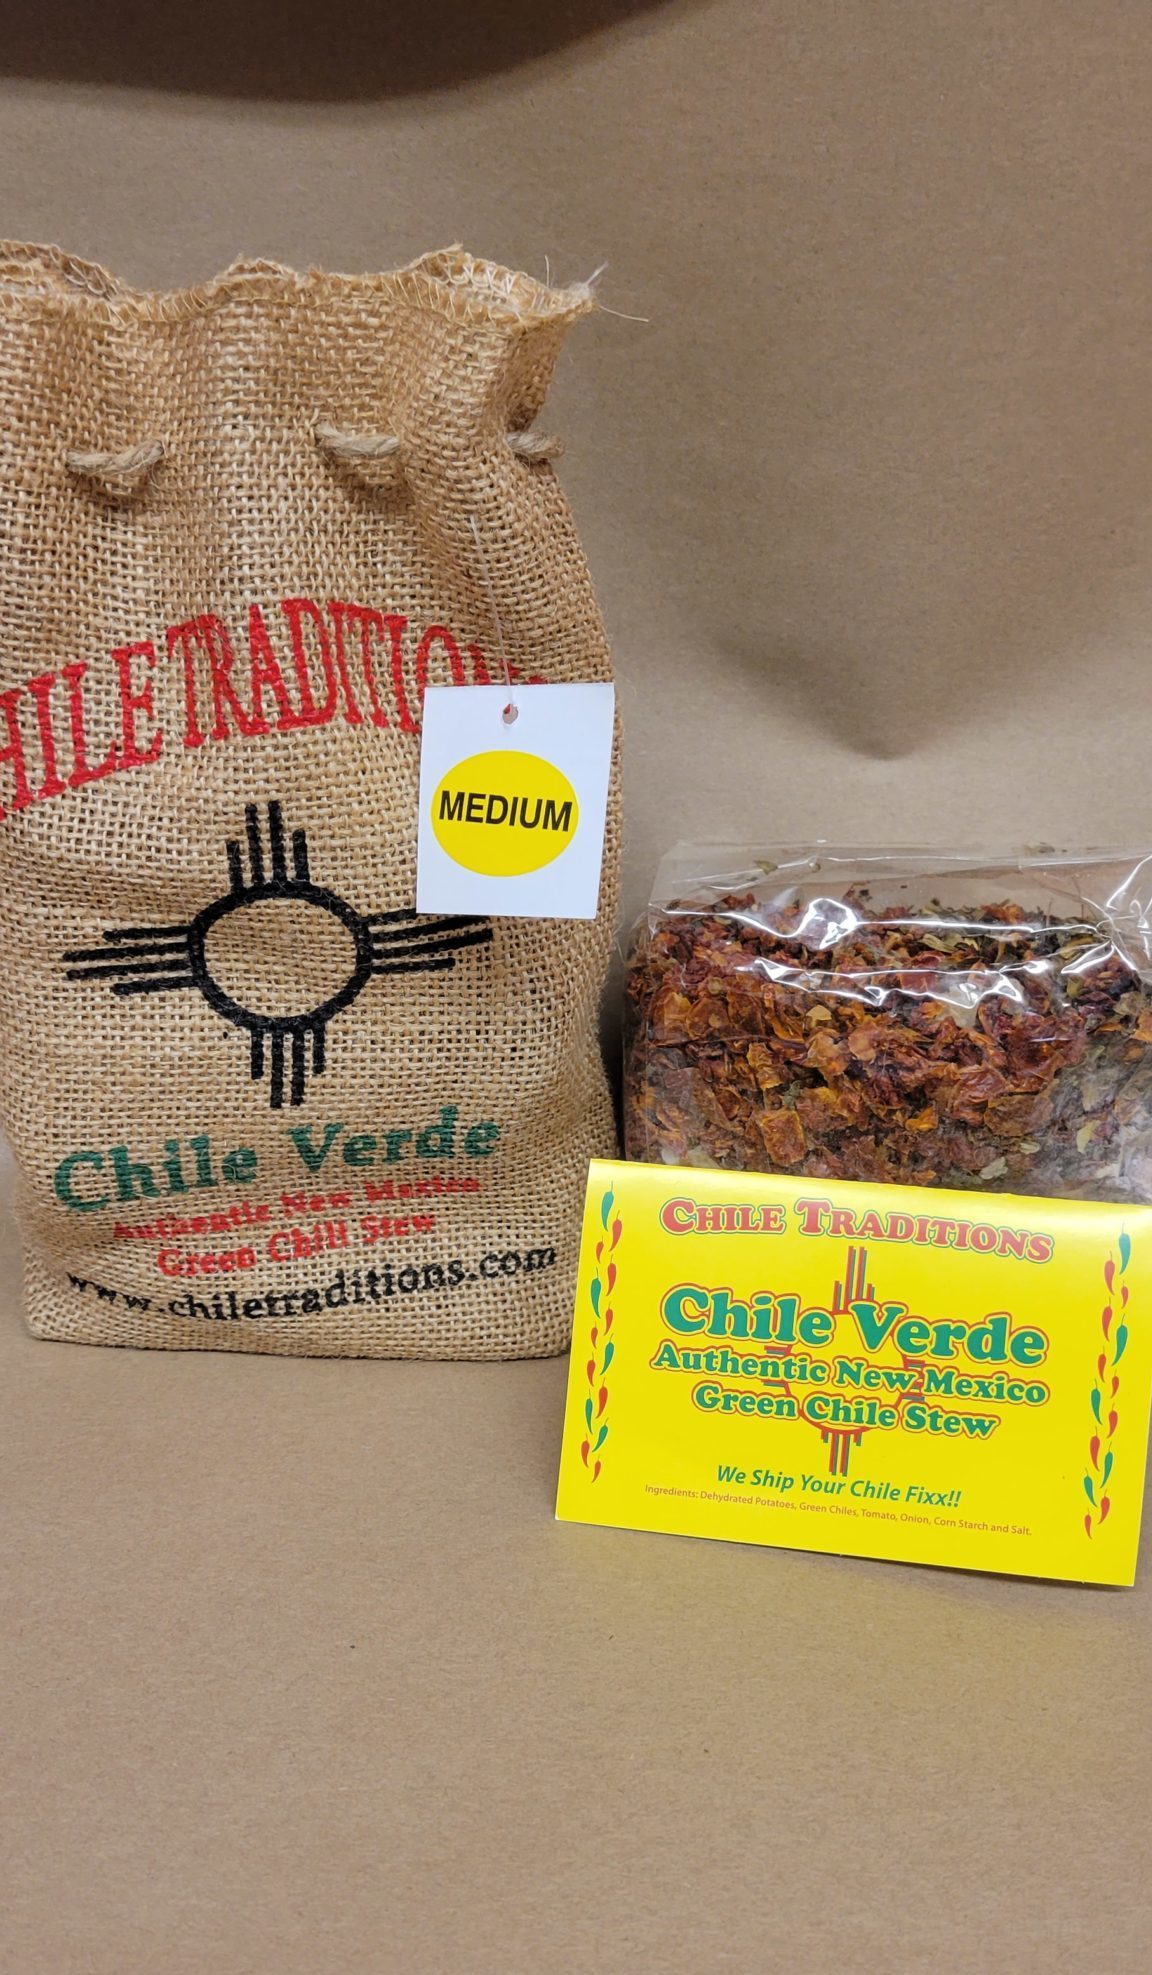 HILE TRADITION
MEDIUM
Chile Verde
Authentic New Mexico
Green Chili Stew
www.chiletraditions.com
CHILE TRADITIONS
Chile Verde
Authentic New Mexico
Green Chile Stew
We Ship Your Chile Fixx!!
Ingredients: Dehydrated Potatoes, Green Chiles, Tomato, Onion, Corn Starch and Salt.